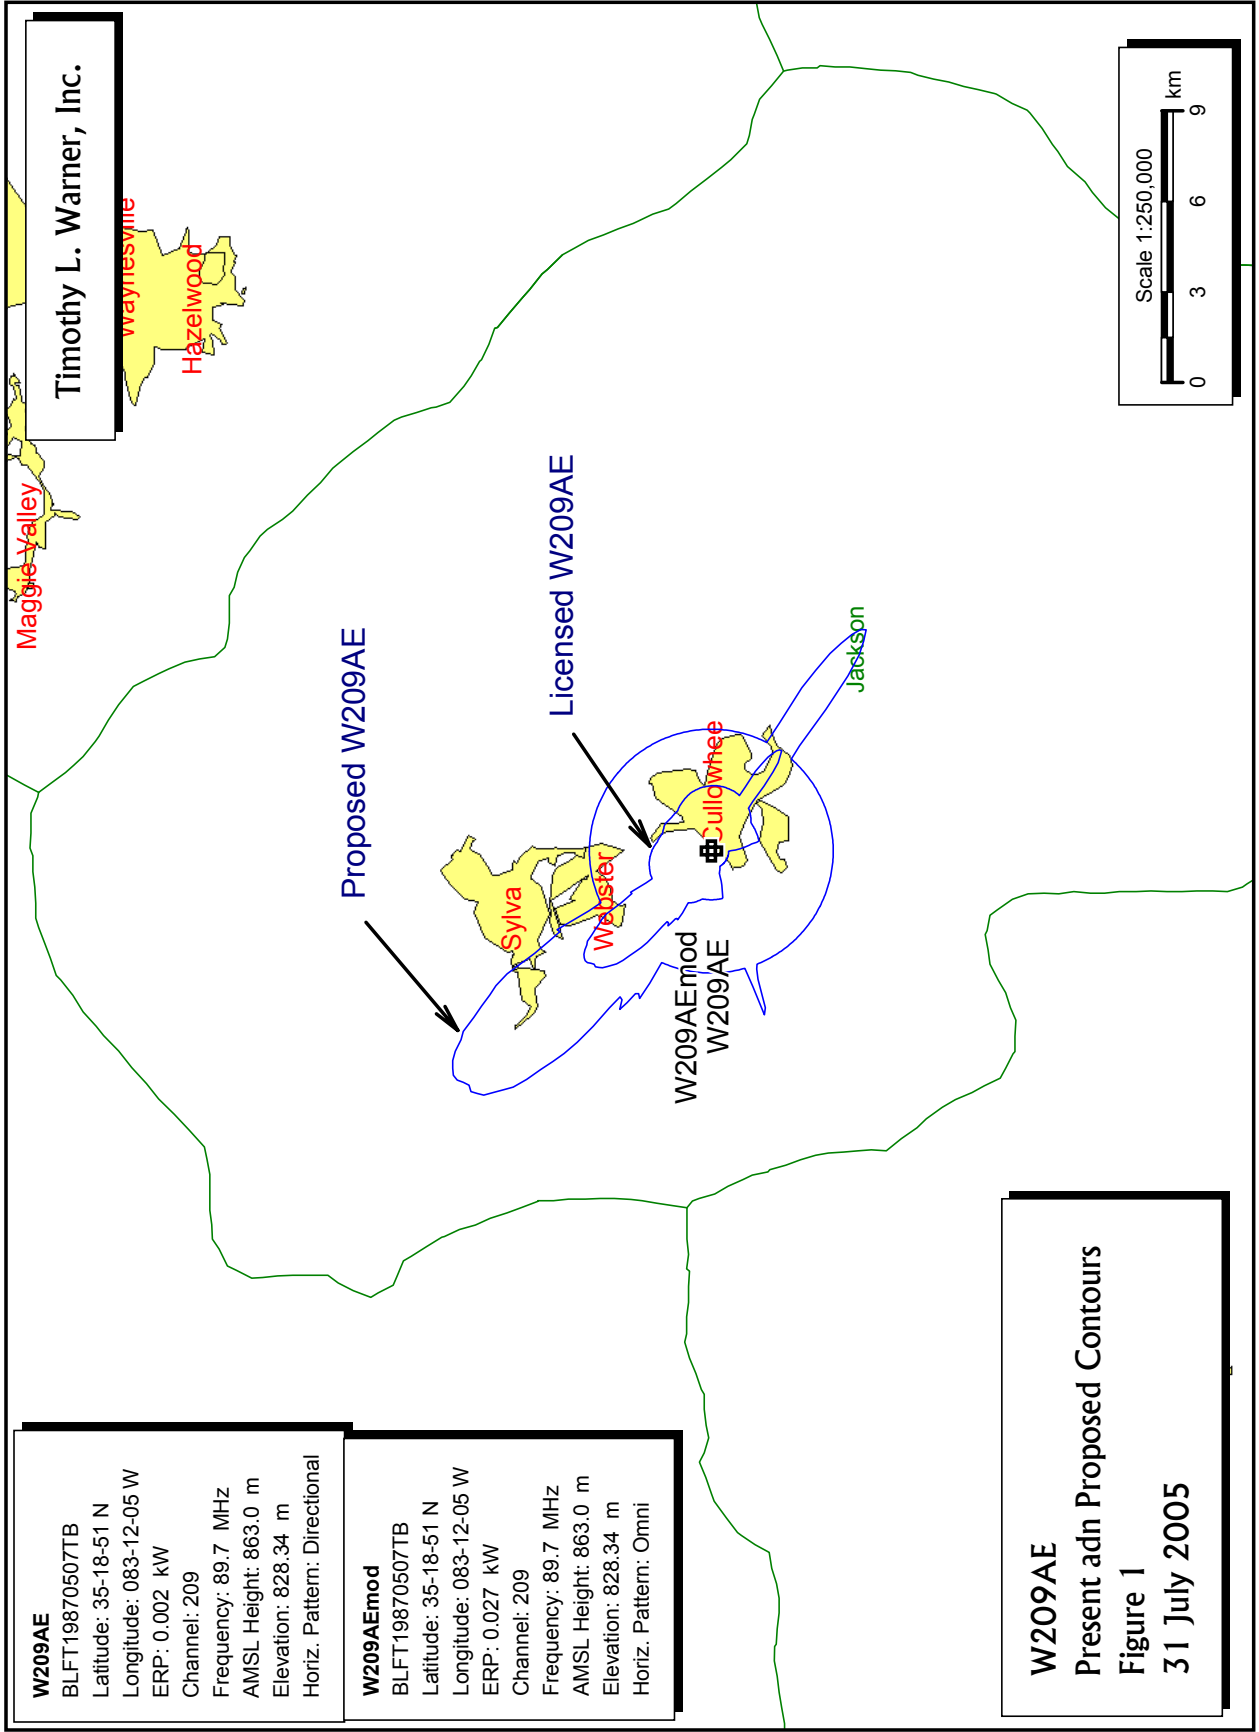 W209AE
BLFT19870507TB
Latitude: 35-18-51 N
Longitude: 083-12-05 W
ERP: 0.002 kW
Channel: 209
Frequency: 89.7 MHz
AMSL Height: 863.0 m
Elevation: 828.34 m
Horiz. Pattern: Directional
W209AEmod
BLFT19870507TB
Latitude: 35-18-51 N
Longitude: 083-12-05 W
ERP: 0.027 kW
Channel: 209
Frequency: 89.7 MHz
AMSL Height: 863.0 m
Elevation: 828.34 m
Horiz. Pattern: Omni
Maggie Valley
Timothy L. Warner, Inc.
Waynesville
Hazelwood
Proposed W209AE
Licensed W209AE
Sylva
Webster
Cullowhee
W209AEmod
W209AE
Jackson
W209AE
Present adn Proposed Contours
Figure 1
31 July 2005
Scale 1:250,000
km
0 3 6 9